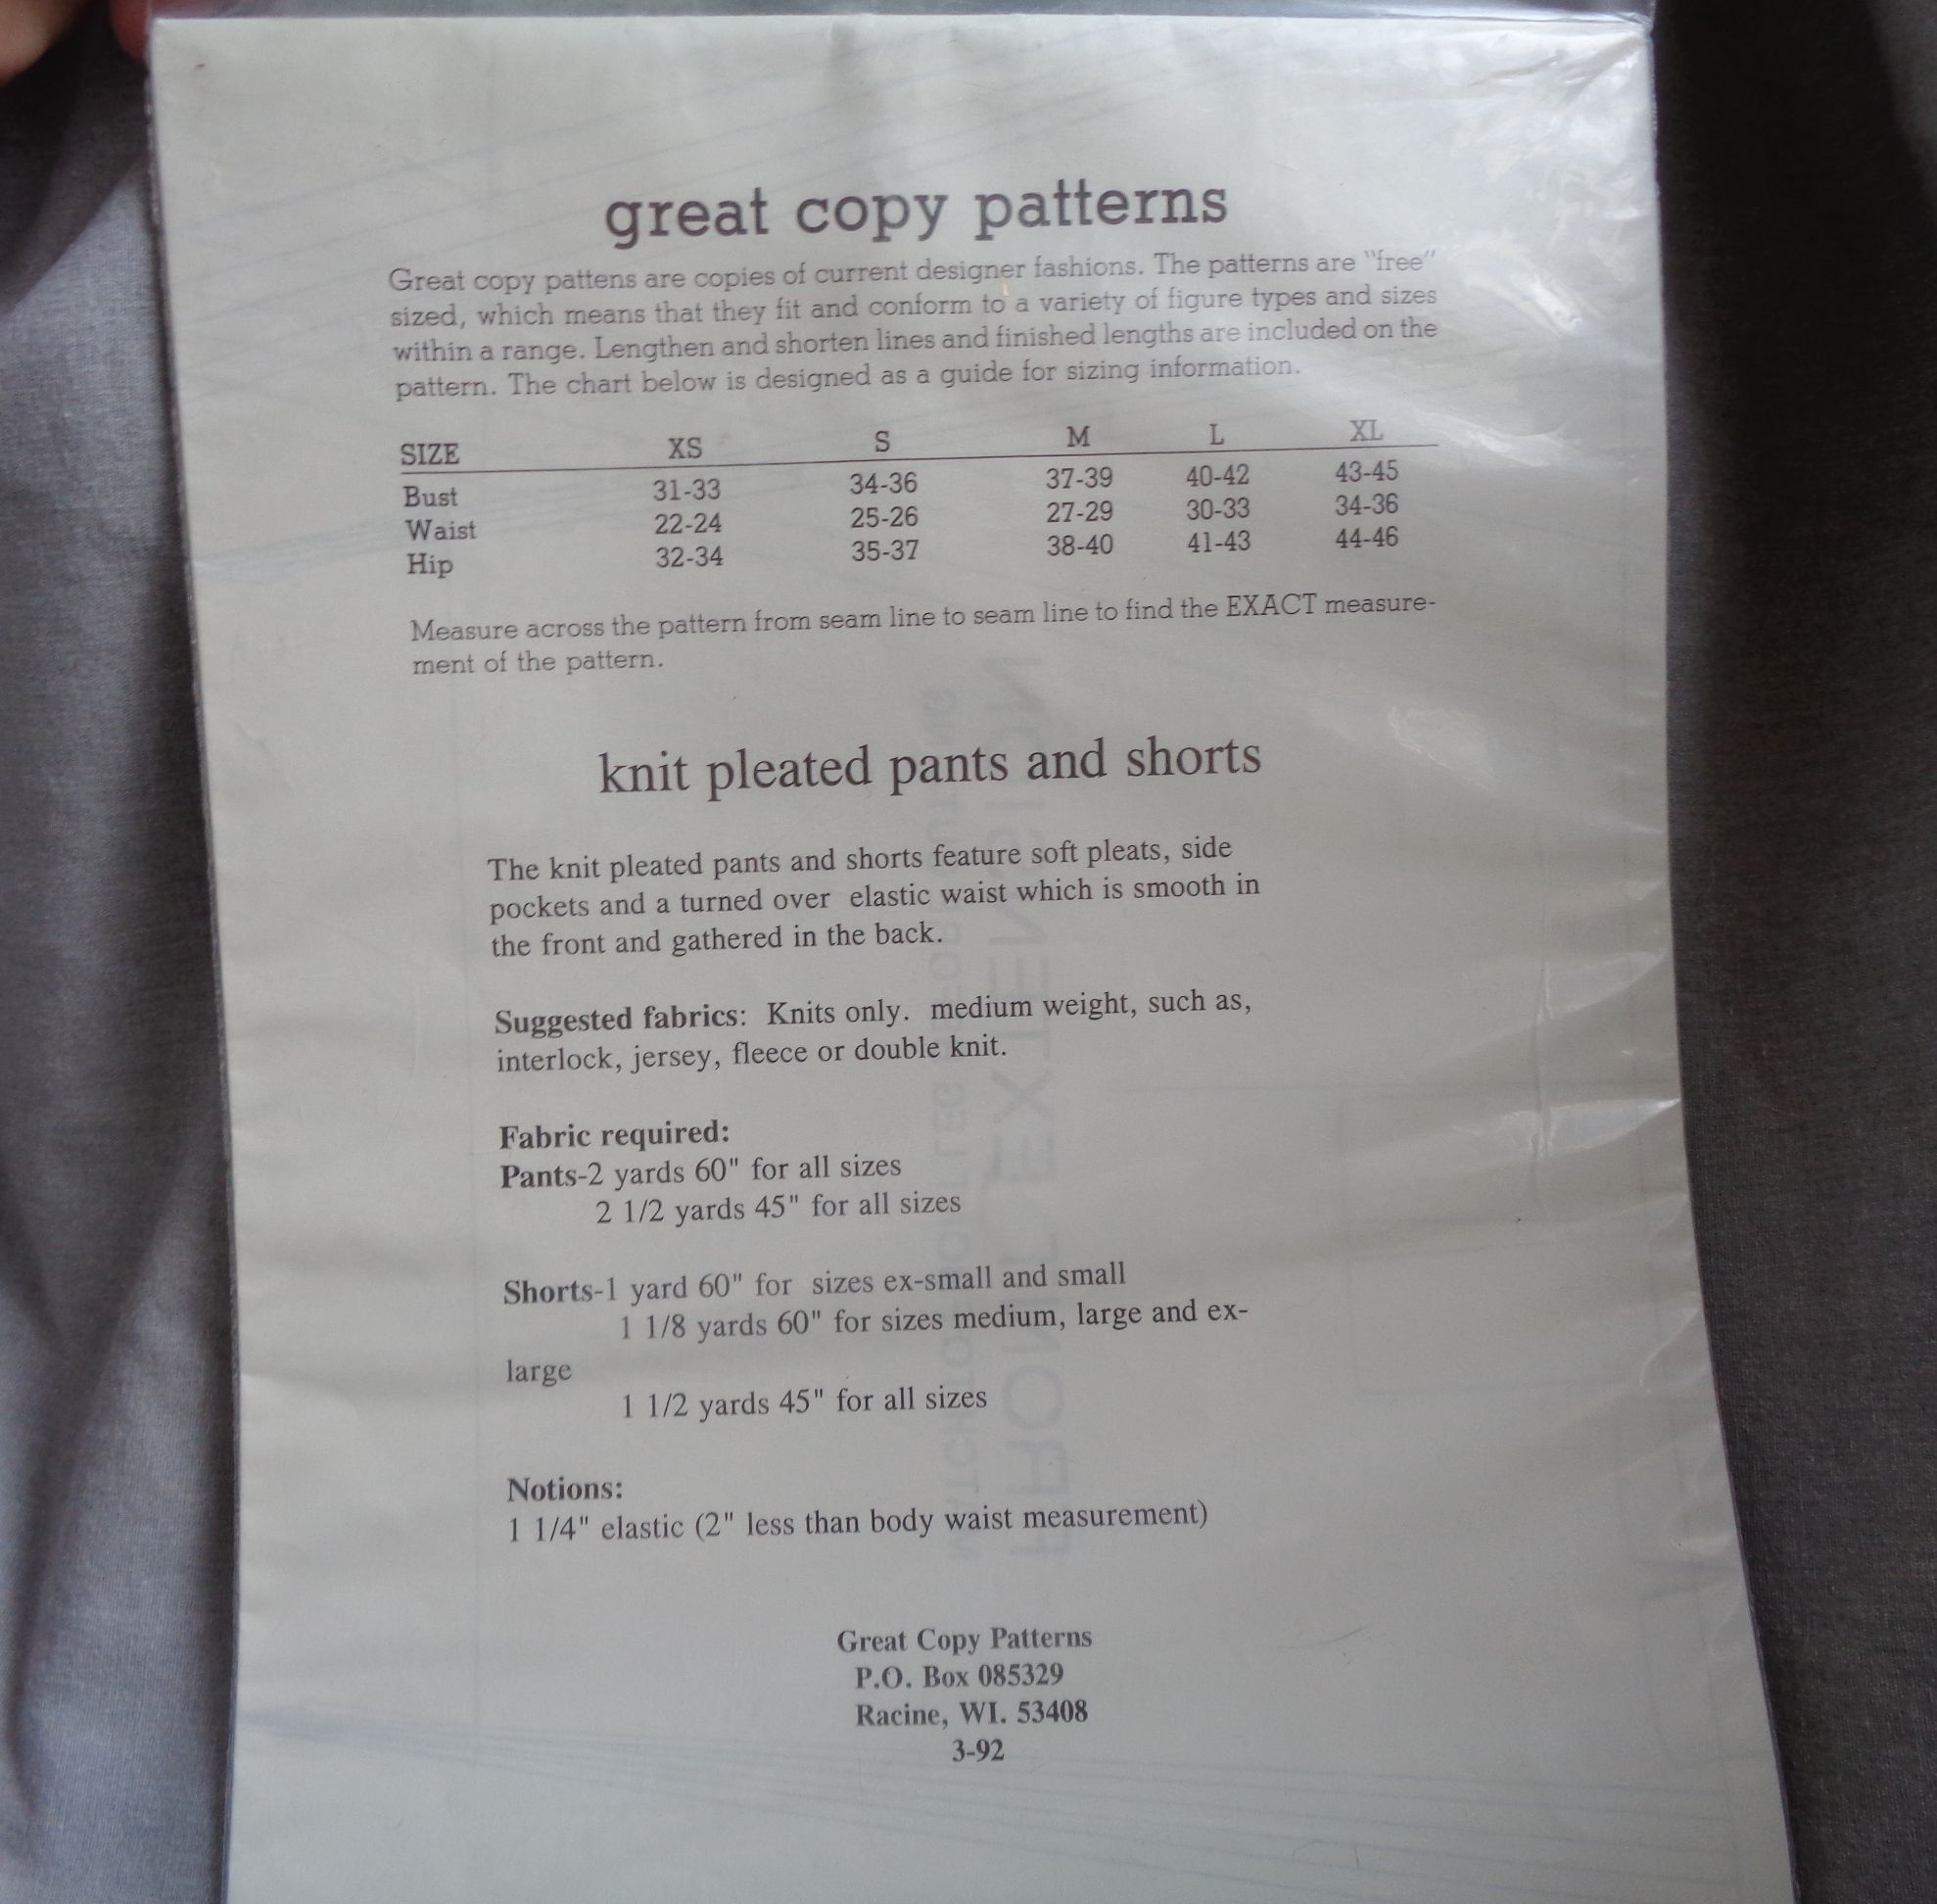 great copy patterns
Great copy pattens are copies of current designer fashions. The patterns are "free"
sized, which means that they fit and conform to a variety of figure types and sizes
within a range. Lengthen and shorten lines and finished lengths are included on the
pattern. The chart below is designed as a guide for sizing information.
SIZE XS S M L XL
Bust 31-33 34-36 37-39 40-42 43-45
Waist 22-24 25-26 27-29 30-33 34-36
Hip 32-34 35-37 38-40 41-43 44-46
Measure across the pattern from seam line to seam line to find the EXACT measure-
ment of the pattern.
knit pleated pants and shorts
The knit pleated pants and shorts feature soft pleats, side
pockets and a turned over elastic waist which is smooth in
the front and gathered in the back.
Suggested fabrics: Knits only. medium weight, such as,
interlock, jersey, fleece or double knit.
Fabric required:
Pants-2 yards 60" for all sizes
2 1/2 yards 45" for all sizes
Shorts-1 yard 60" for sizes ex-small and small
1 1/8 yards 60" for sizes medium, large and ex-
large
1 1/2 yards 45" for all sizes
Notions:
1 1/4" elastic (2" less than body waist measurement)
Great Copy Patterns
P.O. Box 085329
Racine, WI. 53408
3-92